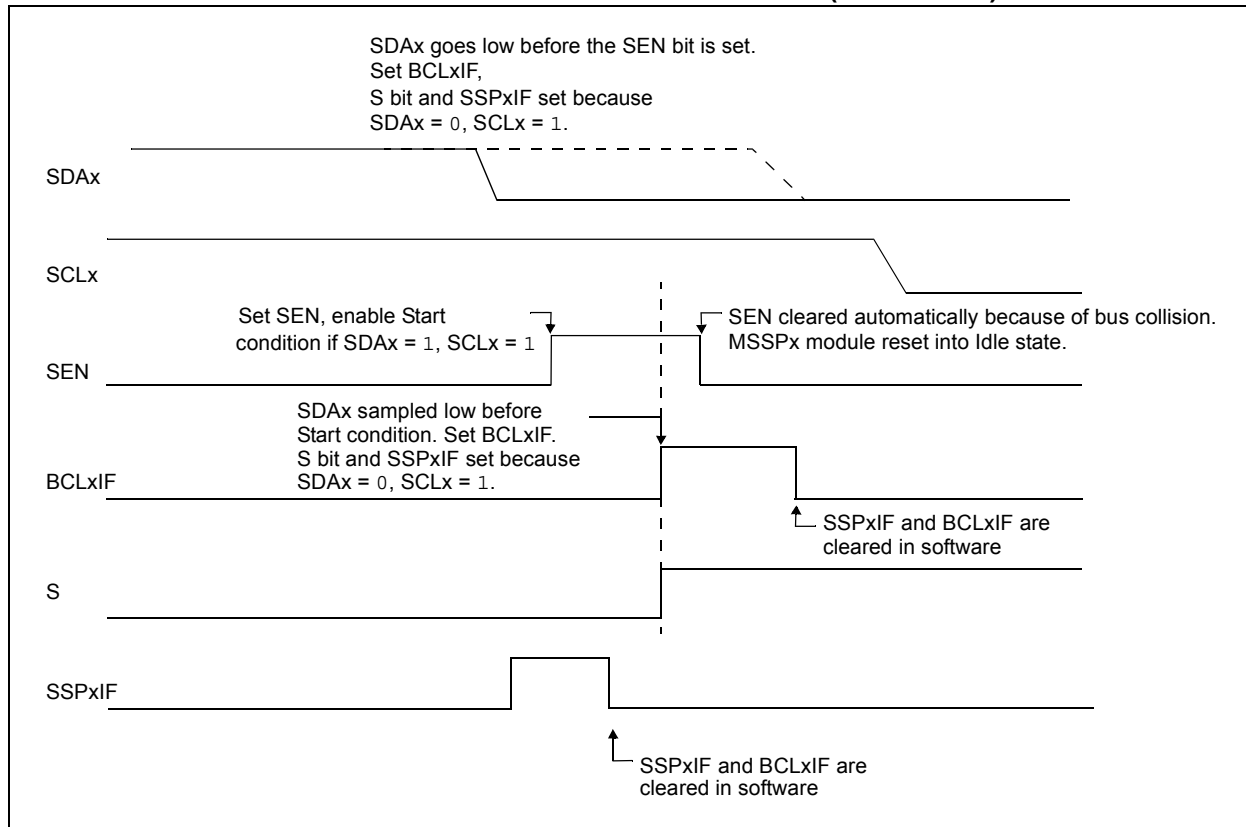 SDAx goes low before the SEN bit is set.
Set BCLxIF,
S bit and SSPxIF set because
SDAx = 0, SCLx = 1.
SDAx
SCLx
Set SEN, enable Start
condition if SDAx = 1, SCLx = 1
SEN cleared automatically because of bus collision.
MSSPx module reset into Idle state.
SEN
SDAx sampled low before
Start condition. Set BCLxIF.
S bit and SSPxIF set because
SDAx = 0, SCLx = 1.
BCLxIF
SSPxIF and BCLxIF are
cleared in software
S
SSPxIF
SSPxIF and BCLxIF are
cleared in software